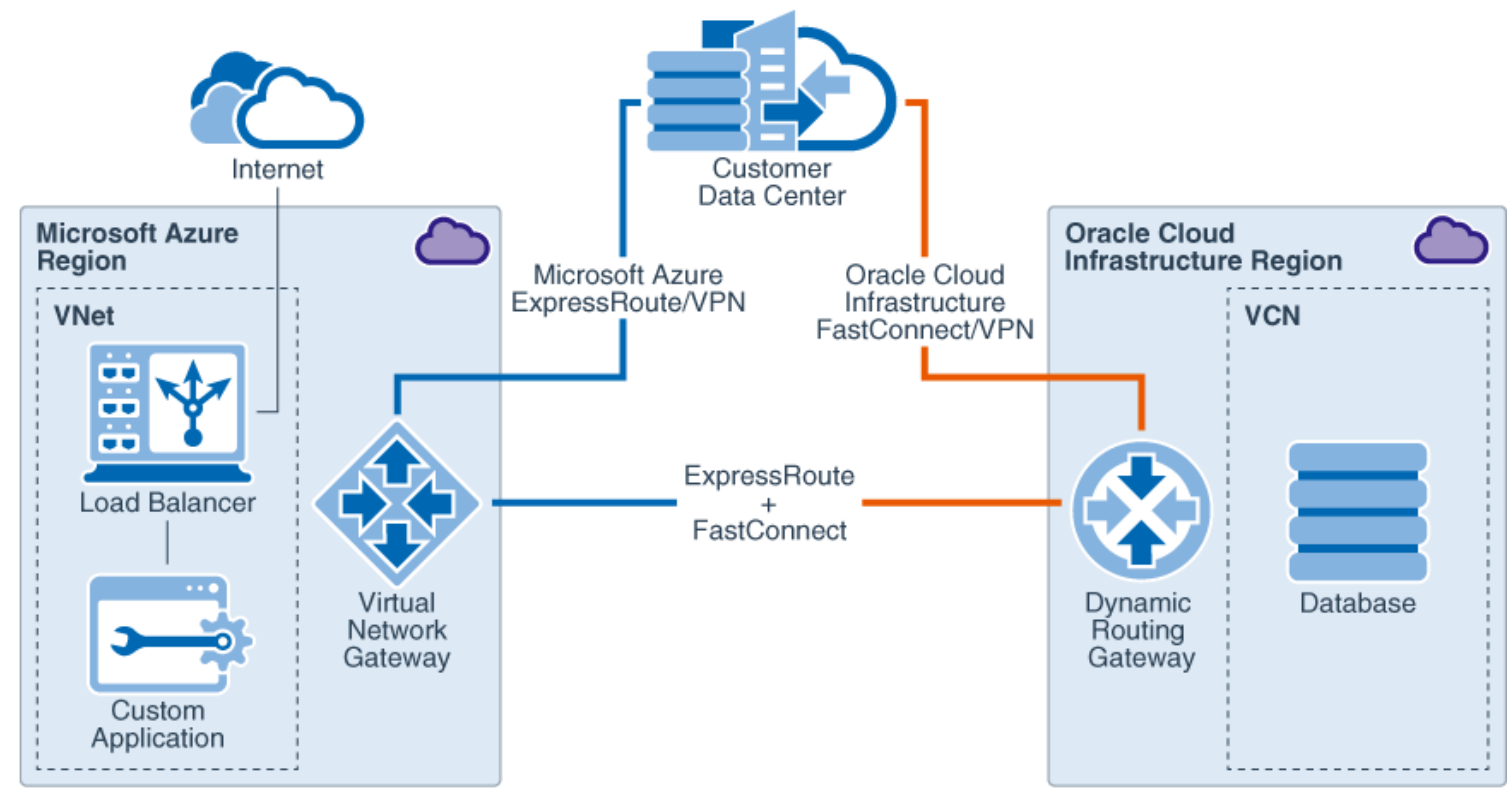 Internet
Customer
Data Center
Microsoft Azure
Region
VNet
Load Balancer
Custom
Application
Virtual
Network
Gateway
Microsoft Azure
ExpressRoute/VPN
Oracle Cloud
Infrastructure
FastConnect/VPN
ExpressRoute
+
FastConnect
Oracle Cloud
Infrastructure Region
VCN
Dynamic
Routing
Gateway
Database